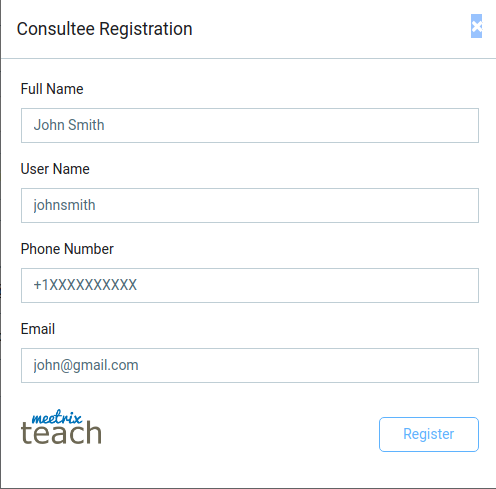 Consultee Registration
Full Name
John Smith
User Name
johnsmith
Phone Number
+1XXXXXXXXXX
Email
john@gmail.com
meetrix
teach
Register